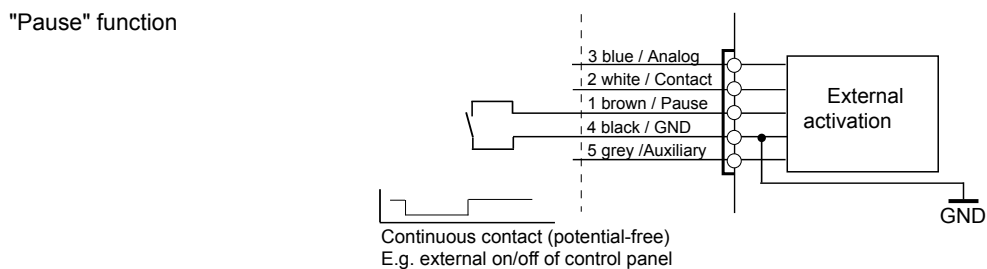 "Pause" function
3 blue / Analog
2 white / Contact
1 brown / Pause
4 black / GND
5 grey /Auxiliary
External
activation
GND
Continuous contact (potential-free)
E.g. external on/off of control panel